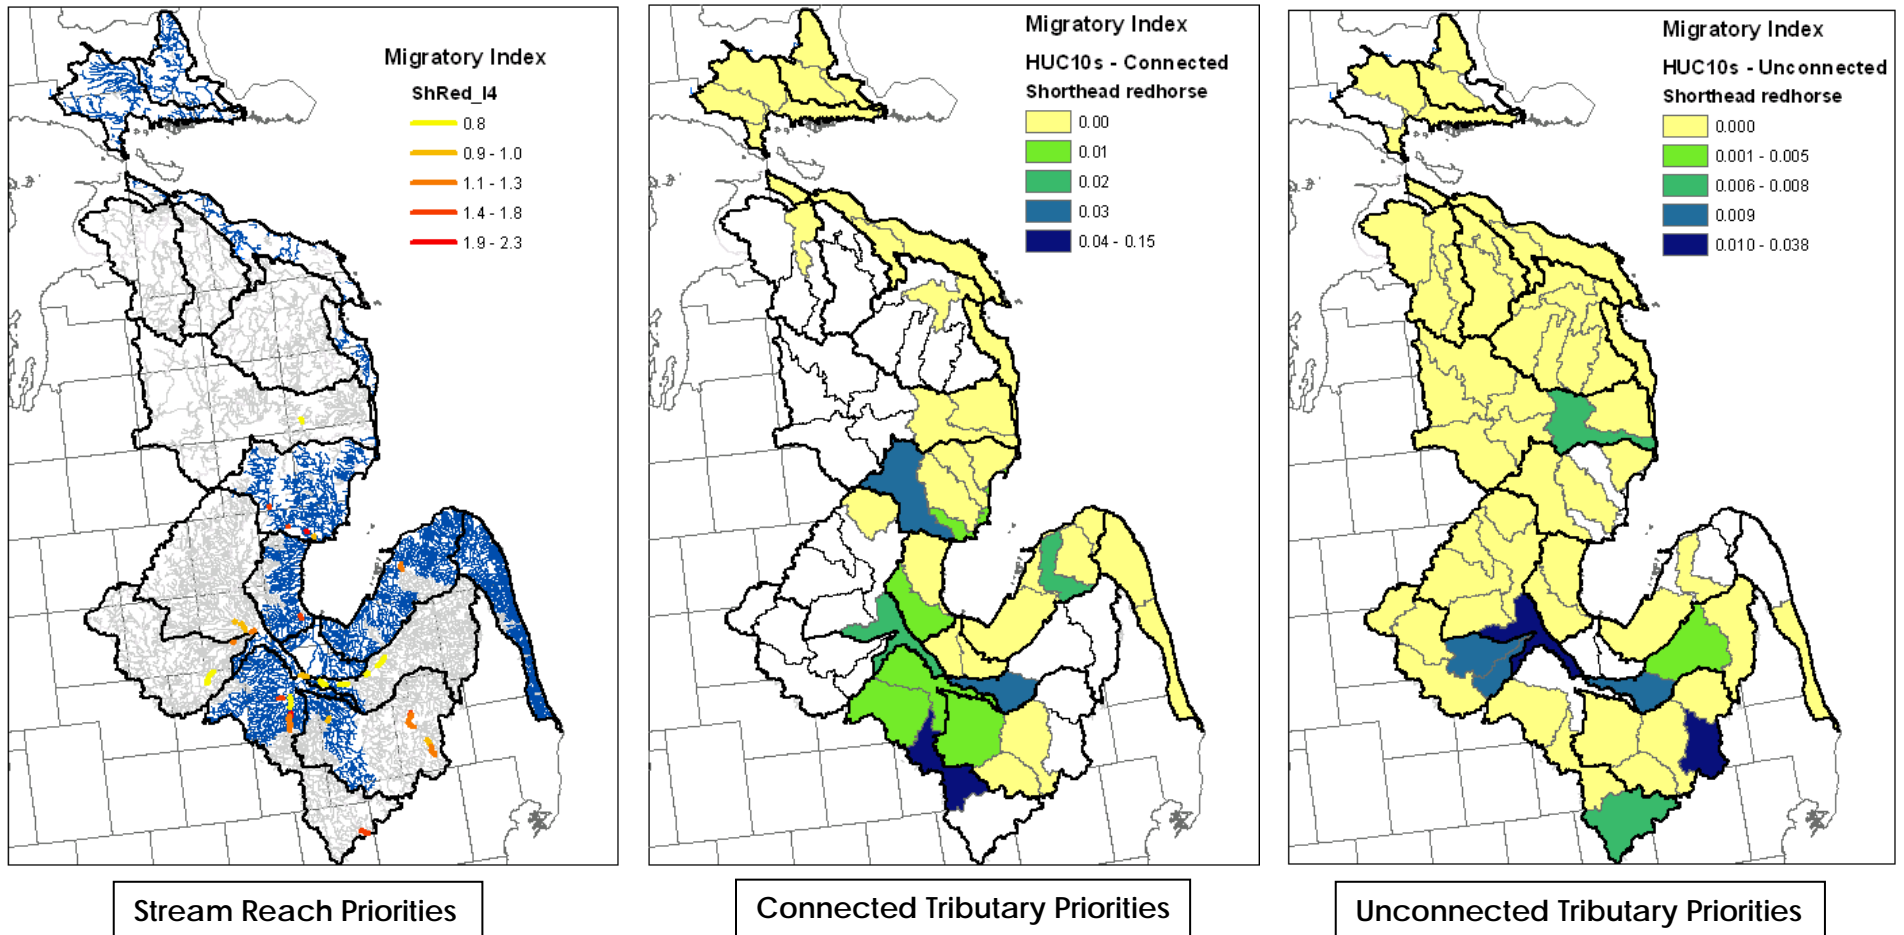 Migratory Index
ShRed_I4
0.8
0.9 - 1.0
1.1 - 1.3
1.4 - 1.8
1.9 - 2.3
Stream Reach Priorities
Migratory Index
HUC10s - Connected
Shorthead redhorse
0.00
0.01
0.02
0.03
0.04 - 0.15
Connected Tributary Priorities
Migratory Index
HUC10s - Unconnected
Shorthead redhorse
0.000
0.001 - 0.005
0.006 - 0.008
0.009
0.010 - 0.038
Unconnected Tributary Priorities